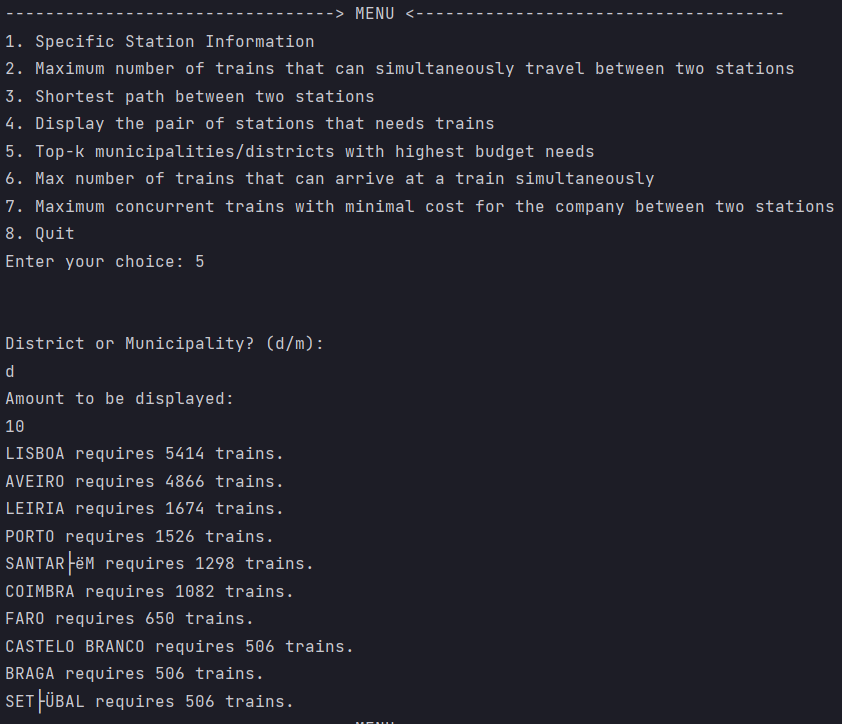 ---------------------------------> MENU <-------------------------------------
1. Specific Station Information
2. Maximum number of trains that can simultaneously travel between two stations
3. Shortest path between two stations
4. Display the pair of stations that needs trains
5. Top-k municipalities/districts with highest budget needs
6. Max number of trains that can arrive at a train simultaneously
7. Maximum concurrent trains with minimal cost for the company between two stations
8. Quit
Enter your choice: 5
District or Municipality? (d/m):
d
Amount to be displayed:
10
LISBOA requires 5414 trains.
AVEIRO requires 4866 trains.
LEIRIA requires 1674 trains.
PORTO requires 1526 trains.
SANTAR├ëM requires 1298 trains.
COIMBRA requires 1082 trains.
FARO requires 650 trains.
CASTELO BRANCO requires 506 trains.
BRAGA requires 506 trains.
SET├ÜBAL requires 506 trains.